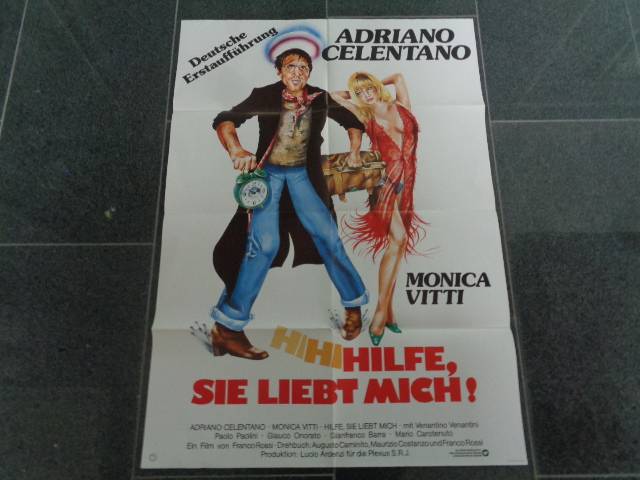 Deutsche
Erstaufführung
ADRIANO
CELENTANO
MONICA
VITTI
HIHIHILFE,
SIE LIEBT MICH!
ADRIANO CELENTANO · MONICA VITTI · HILFE, SIE LIEBT MICH · mit Venantino Venantini
Paolo Paolini · Glauco Onorato · Gianfranco Barra · Mario Carotenuto
Ein Film von Franco Rossi · Drehbuch: Augusto Caminito, Maurizio Costanzo und Franco Rossi
Produktion: Lucio Ardenzi für die Plexus S.R.J.